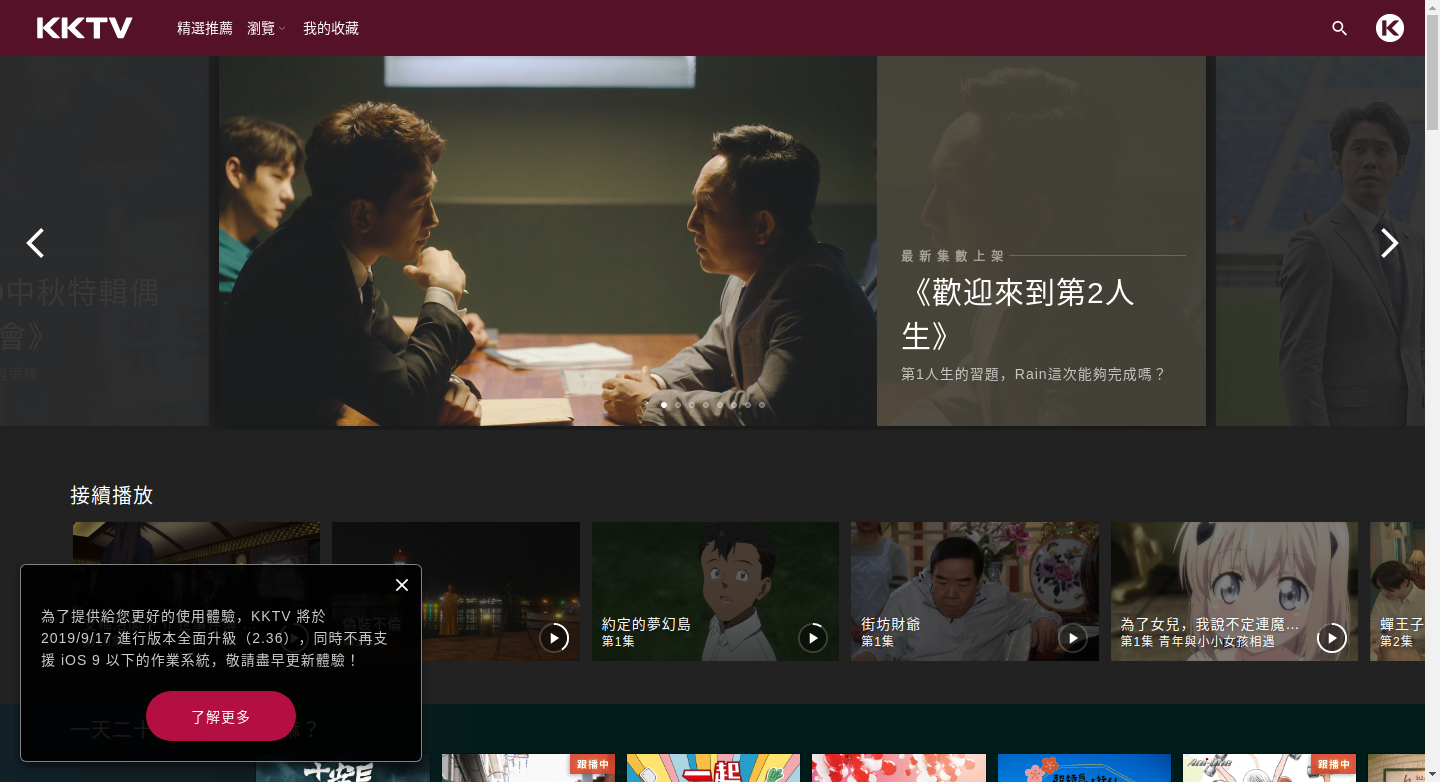 KKTV
精選推薦
瀏覽
我的收藏
中秋特輯偶
會》
最新集數上架
《歡迎來到第2人
生》
第1人生的習題，Rain這次能夠完成嗎？
接續播放
偽裝不倫
約定的夢幻島
第1集
街坊財爺
第1集
為了女兒，我說不定連魔…
第1集 青年與小小女孩相遇
蟬王子
第2集
為了提供給您更好的使用體驗，KKTV 將於
2019/9/17 進行版本全面升級（2.36），同時不再支
援 iOS 9 以下的作業系統，敬請盡早更新體驗！
了解更多
一天二十
嘛？
跟播中
一起
跟播中